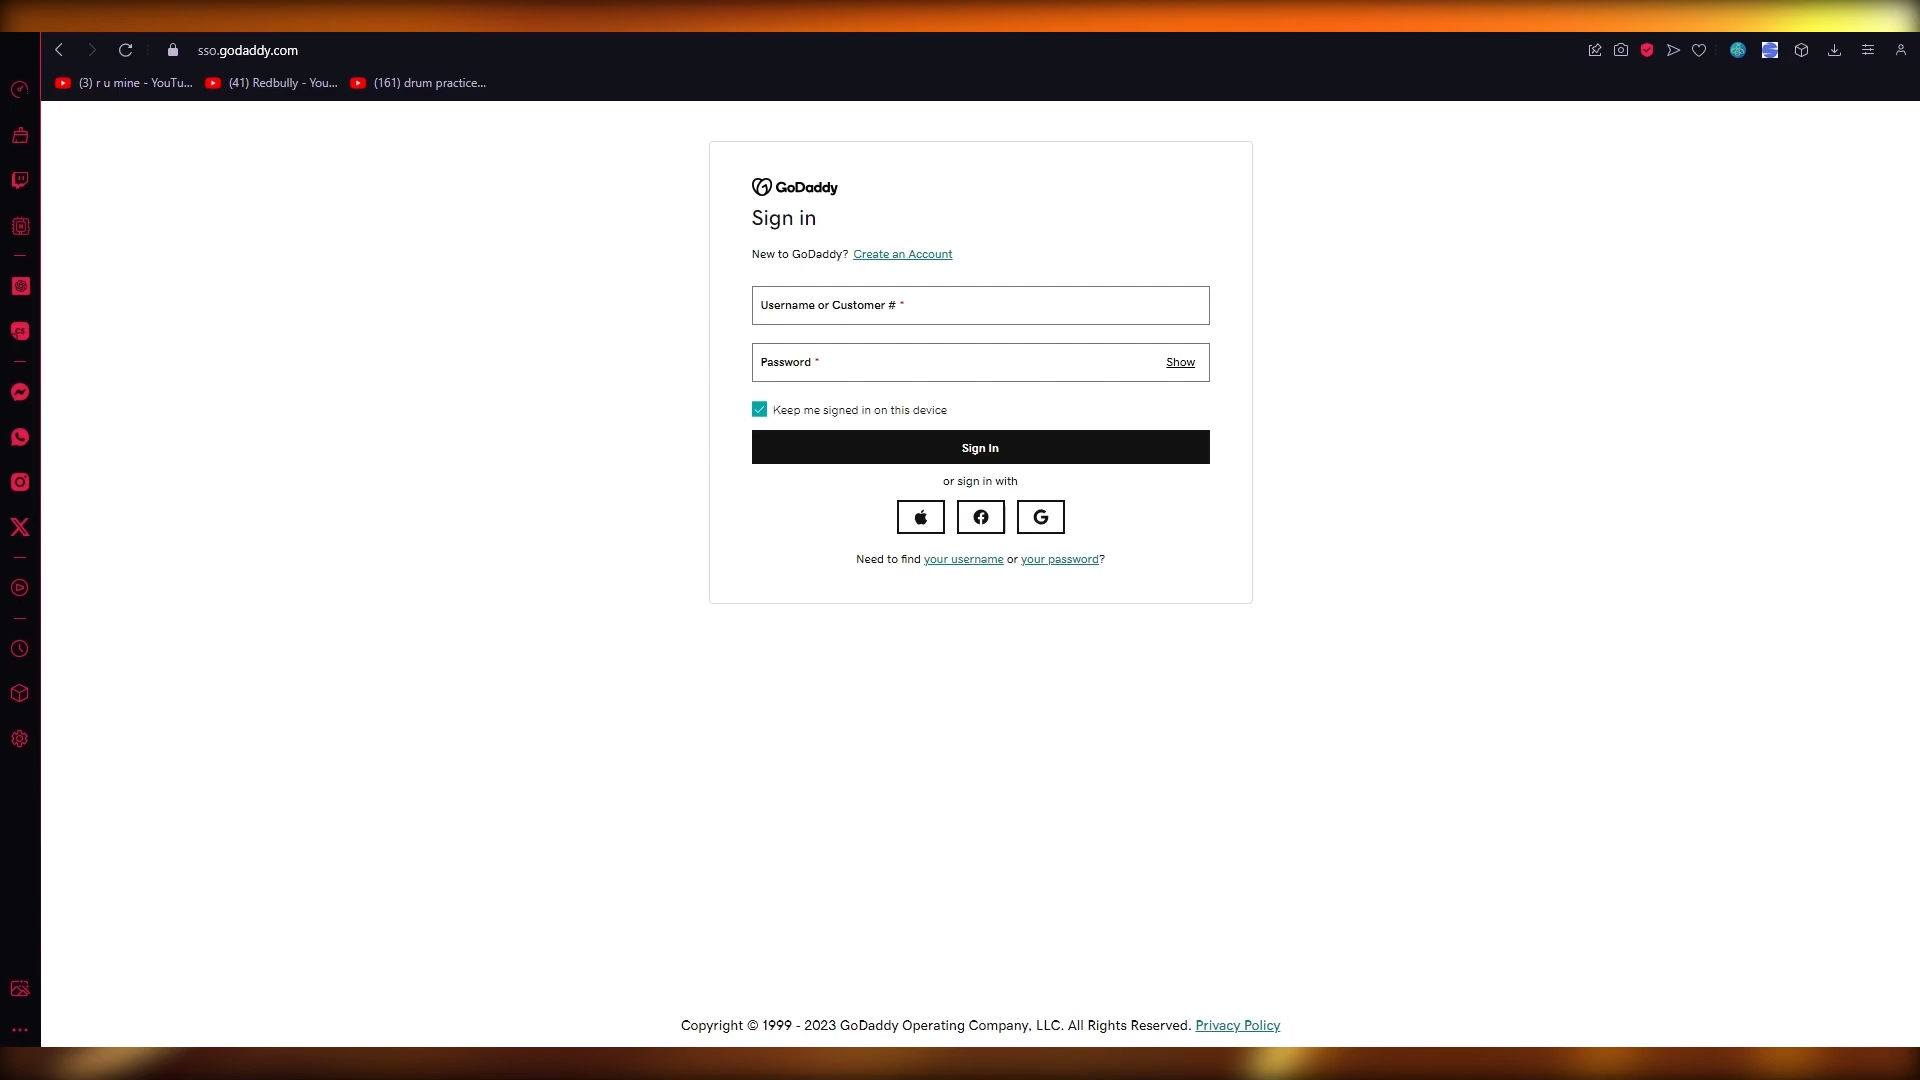 sso.godaddy.com
(3) r u mine - YouTu...
(41) Redbully - You...
(161) drum practice...
GoDaddy
Sign in
New to GoDaddy? Create an Account
Username or Customer # *
Password *
Show
Keep me signed in on this device
Sign In
or sign in with
Need to find your username or your password?
Copyright © 1999 - 2023 GoDaddy Operating Company, LLC. All Rights Reserved. Privacy Policy